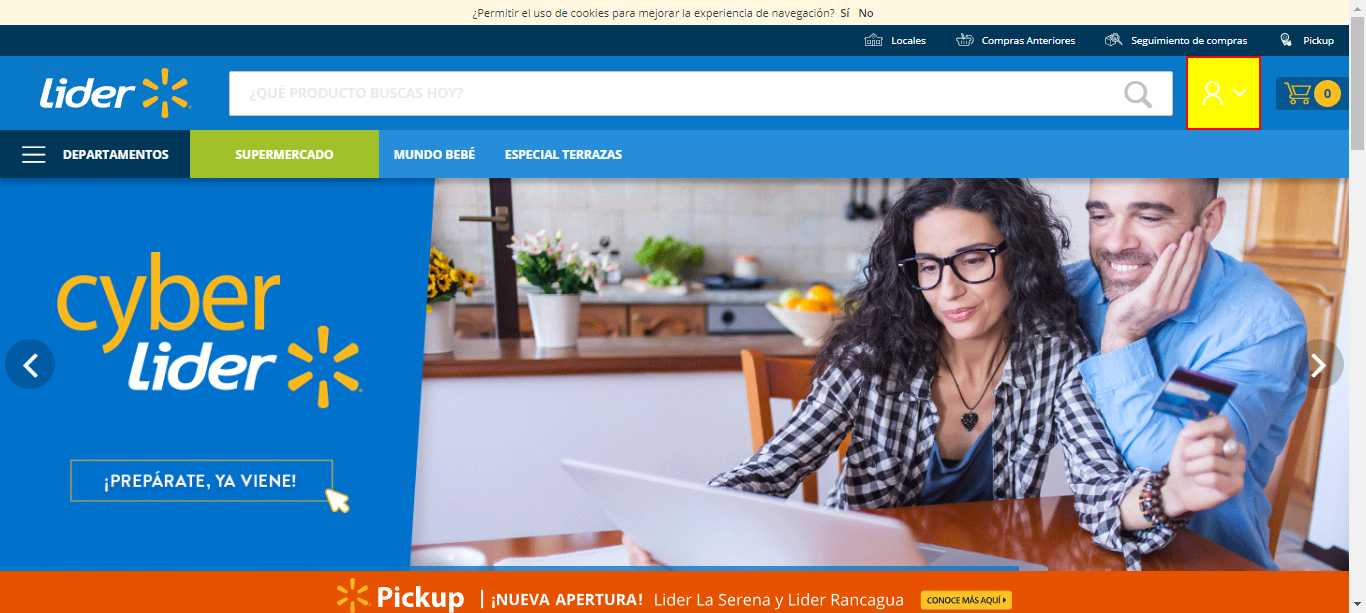 ¿Permitir el uso de cookies para mejorar la experiencia de navegación? Sí No
Locales Compras Anteriores Seguimiento de compras Pickup
Lider
¿QUÉ PRODUCTO BUSCAS HOY?
0
DEPARTAMENTOS SUPERMERCADO MUNDO BEBÉ ESPECIAL TERRAZAS
cyber
lider
¡PREPÁRATE, YA VIENE!
Pickup | ¡NUEVA APERTURA! Lider La Serena y Lider Rancagua CONOCE MÁS AQUÍ